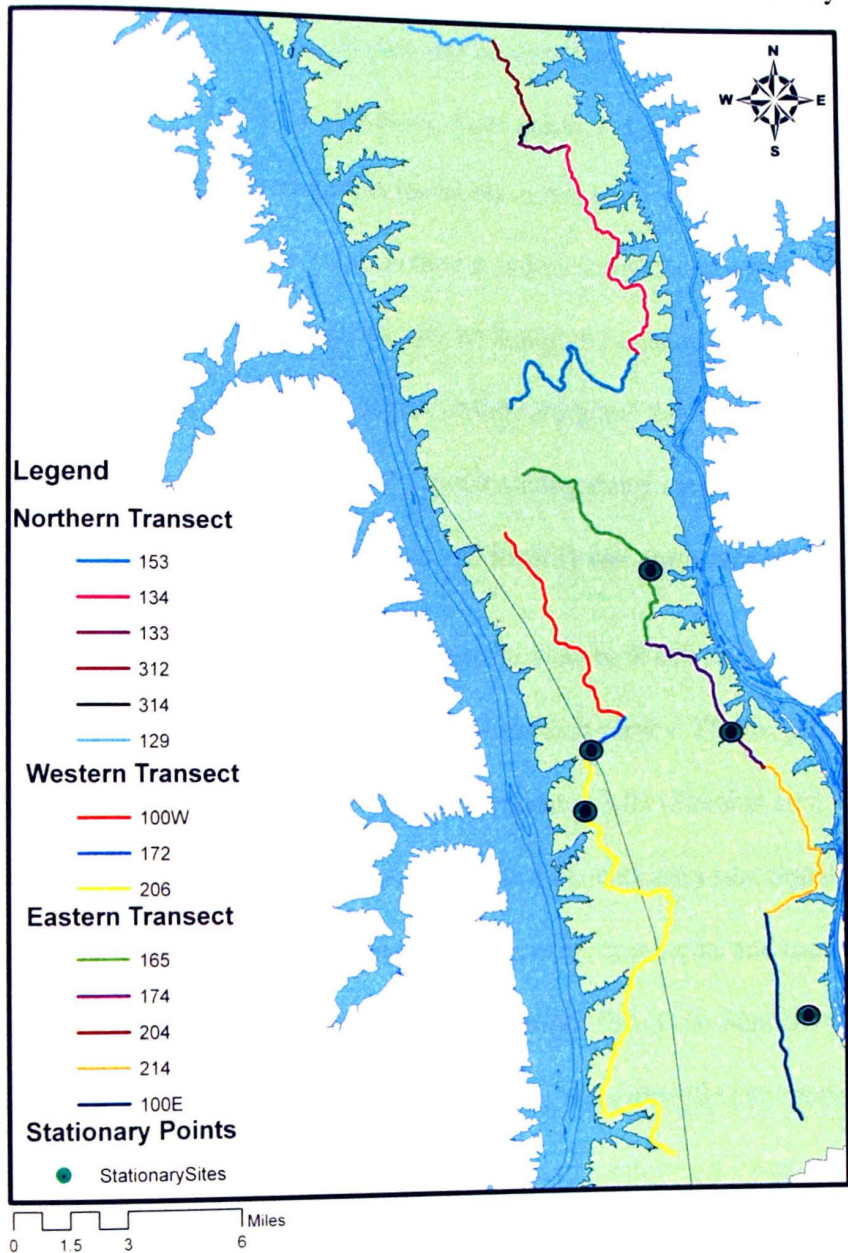 N
W E
S
Legend
Northern Transect
153
134
133
312
314
129
Western Transect
100W
172
206
Eastern Transect
165
174
204
214
100E
Stationary Points
StationarySites
Miles
0 1.5 3 6